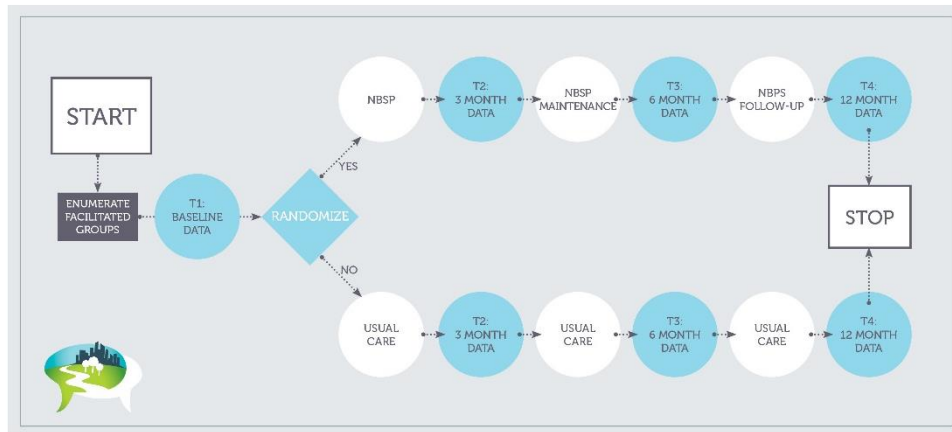 START
ENUMERATE
FACILITATED
GROUPS
T1:
BASELINE
DATA
RANDOMIZE
YES
NBSP
T2:
3 MONTH
DATA
NBSP
MAINTENANCE
T3:
6 MONTH
DATA
NBPS
FOLLOW-UP
T4:
12 MONTH
DATA
NO
USUAL
CARE
T2:
3 MONTH
DATA
USUAL
CARE
T3:
6 MONTH
DATA
USUAL
CARE
T4:
12 MONTH
DATA
STOP